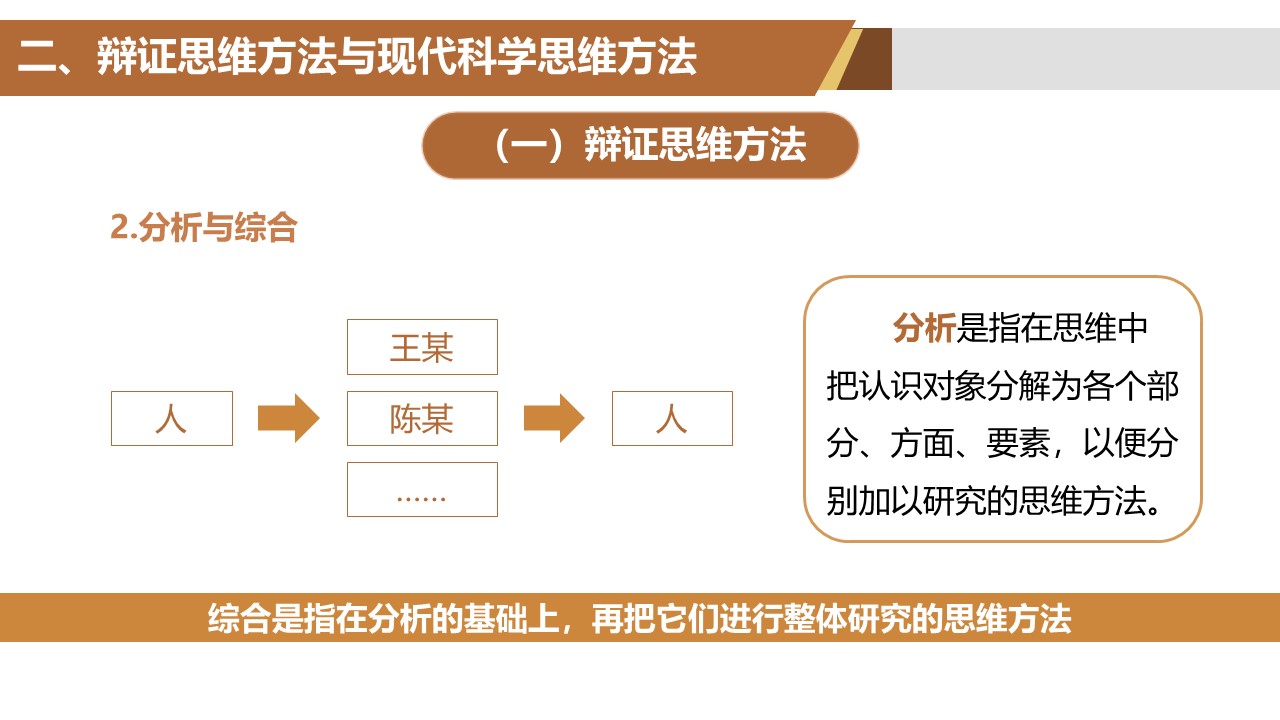 二、辩证思维方法与现代科学思维方法
（一）辩证思维方法
2.分析与综合
王某
人
陈某
人
……
分析是指在思维中
把认识对象分解为各个部
分、方面、要素，以便分
别加以研究的思维方法。
综合是指在分析的基础上，再把它们进行整体研究的思维方法